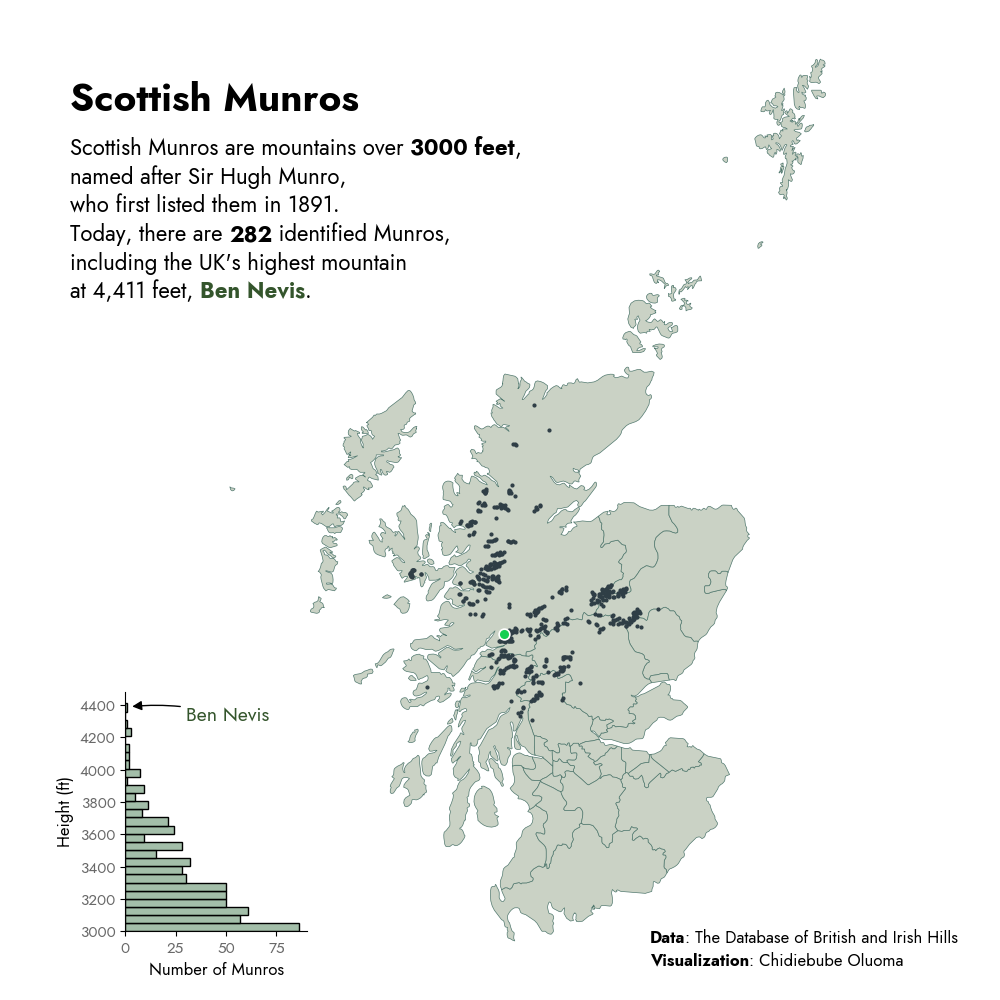 Scottish Munros
Scottish Munros are mountains over 3000 feet,
named after Sir Hugh Munro,
who first listed them in 1891.
Today, there are 282 identified Munros,
including the UK's highest mountain
at 4,411 feet, Ben Nevis.
4400
Ben Nevis
4200
4000
3800
3600
3400
3200
3000
Height (ft)
0 25 50 75
Number of Munros
Data: The Database of British and Irish Hills
Visualization: Chidiebube Oluoma